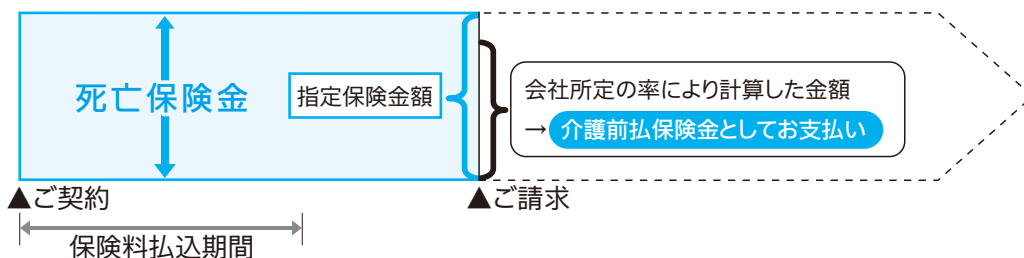 死亡保険金
指定保険金額
会社所定の率により計算した金額
→ 介護前払保険金としてお支払い
▲ご契約
▲ご請求
保険料払込期間